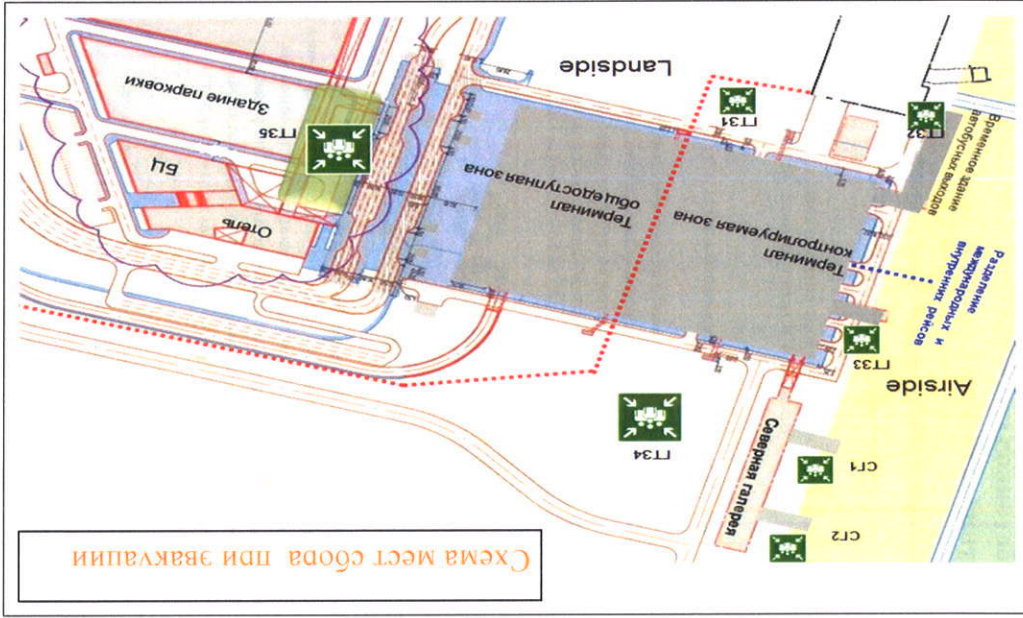 Схема мест сбора при эвакуации
СГ2
Северная галерея
СГ1
ГТ34
Airside
ГТ33
Разделение
международных и
внутренних рейсов
Терминал
контролируемая зона
Терминал
общедоступная зона
Отель
БЦ
ГТ35
Здание парковки
Временное здание
автобусных выходов
ГТ32
ГТ31
Landside